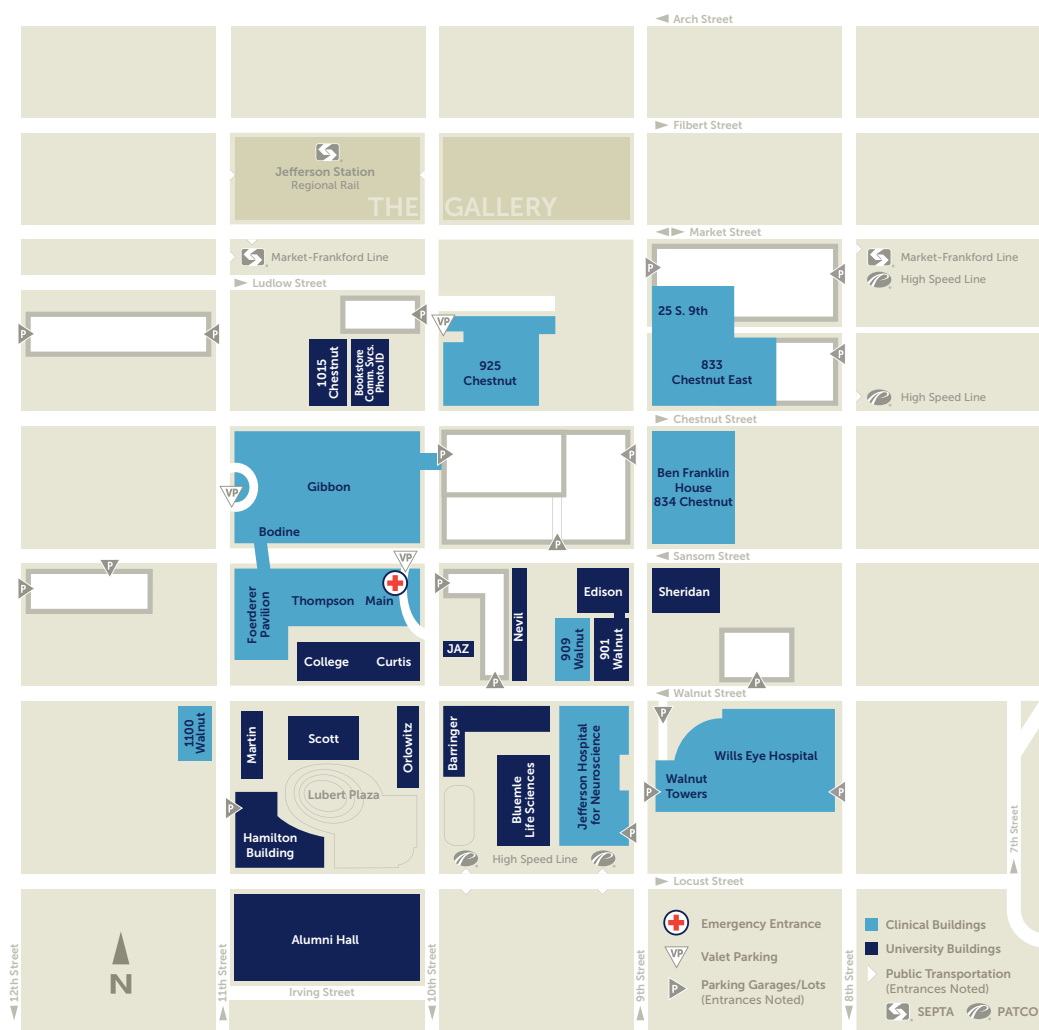 Arch Street
Filbert Street
Jefferson Station
Regional Rail
THE GALLERY
Market Street
Market-Frankford Line
Market-Frankford Line
High Speed Line
Ludlow Street
P
P
P
25 S. 9th
P
P
P
VP
1015
Chestnut
Bookstore
Comm. Svcs.
Photo ID
925
Chestnut
833
Chestnut East
P
High Speed Line
Chestnut Street
Gibbon
VP
Bodine
P
P
P
Ben Franklin
House
834 Chestnut
Sansom Street
P
P
VP
Foerderer
Pavilion
Thompson
Main
College
Curtis
P
JAZ
P
Nevil
Edison
909
Walnut
901
Walnut
Sheridan
P
Walnut Street
1100
Walnut
Martin
Scott
Orlowitz
Lubert Plaza
P
Hamilton
Building
Barringer
Bluemle
Life Sciences
Jefferson Hospital
for Neuroscience
P
High Speed Line
P
Wills Eye Hospital
Walnut
Towers
P
P
7th Street
Locust Street
Alumni Hall
Irving Street
N
12th Street
11th Street
10th Street
9th Street
8th Street
Emergency Entrance
VP
Valet Parking
P
Parking Garages/Lots
(Entrances Noted)
Clinical Buildings
University Buildings
Public Transportation
(Entrances Noted)
SEPTA
PATCO